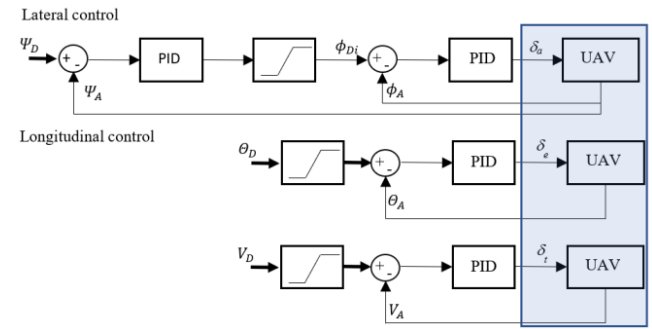 Lateral control
Ψ_D + - PID ϕ_Di + - PID δ_a UAV
Ψ_A ϕ_A
Longitudinal control
Θ_D + - PID δ_e UAV
Θ_A
V_D + - PID δ_t UAV
V_A